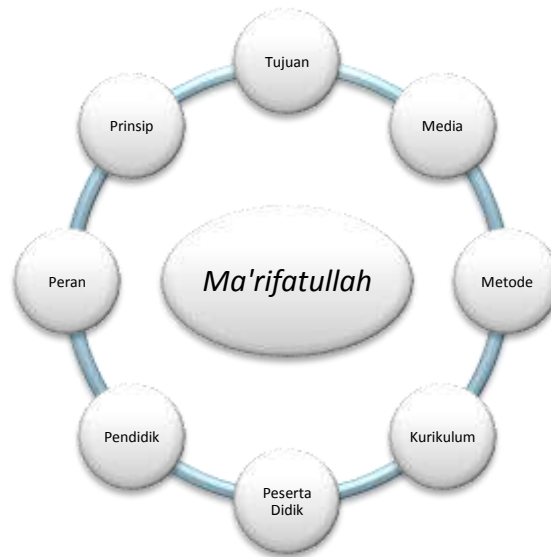 Tujuan
Media
Metode
Kurikulum
Peserta
Didik
Pendidik
Peran
Prinsip
Ma'rifatullah